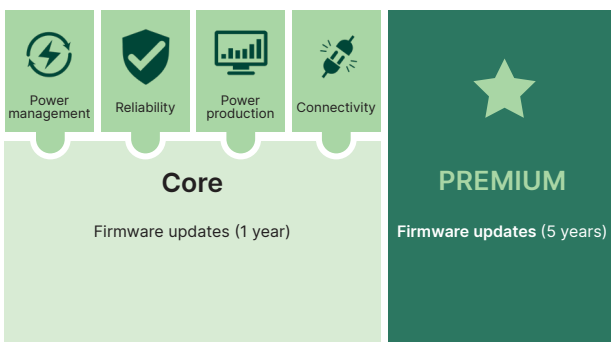 Power
management
Reliability
Power
production
Connectivity
Core
Firmware updates (1 year)
PREMIUM
Firmware updates (5 years)